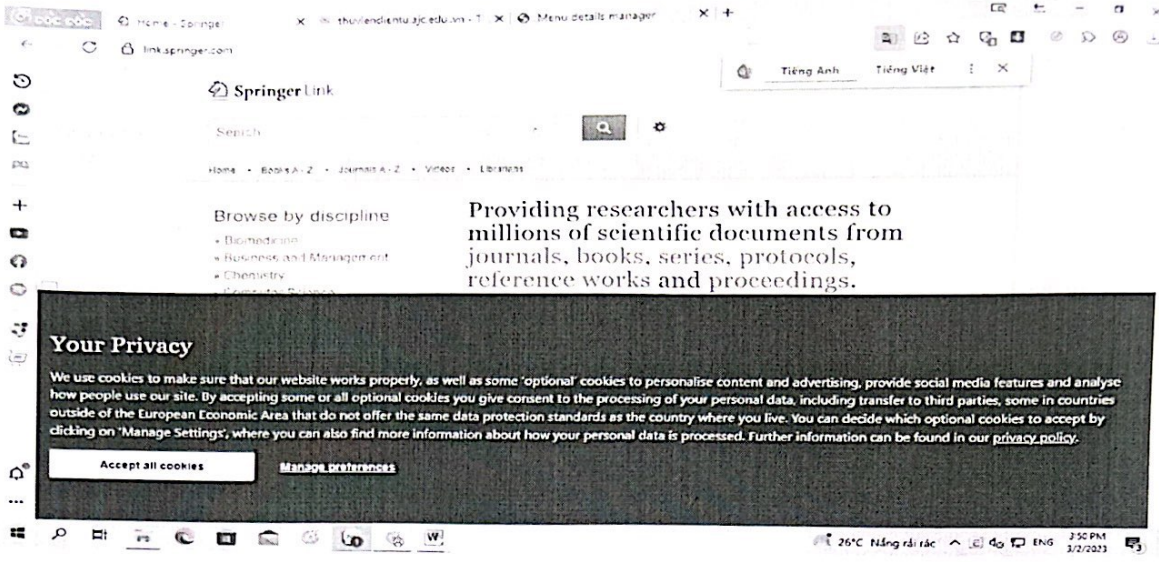 cốc cốc
Home - Springer
thuviendientu.ajc.edu.vn - T
Menu details manager
link.springer.com
Tiếng Anh
Tiếng Việt
Springer Link
Search
Home • Books A - Z • Journals A - Z • Videos • Librarians
Browse by discipline
» Biomedicine
» Business and Management
» Chemistry
» Computer Science
Providing researchers with access to
millions of scientific documents from
journals, books, series, protocols,
reference works and proceedings.
Your Privacy
We use cookies to make sure that our website works properly, as well as some 'optional' cookies to personalise content and advertising, provide social media features and analyse
how people use our site. By accepting some or all optional cookies you give consent to the processing of your personal data, including transfer to third parties, some in countries
outside of the European Economic Area that do not offer the same data protection standards as the country where you live. You can decide which optional cookies to accept by
clicking on 'Manage Settings', where you can also find more information about how your personal data is processed. Further information can be found in our privacy policy.
Accept all cookies
Manage preferences
26°C Nắng rải rác
ENG
3:50 PM
3/2/2023